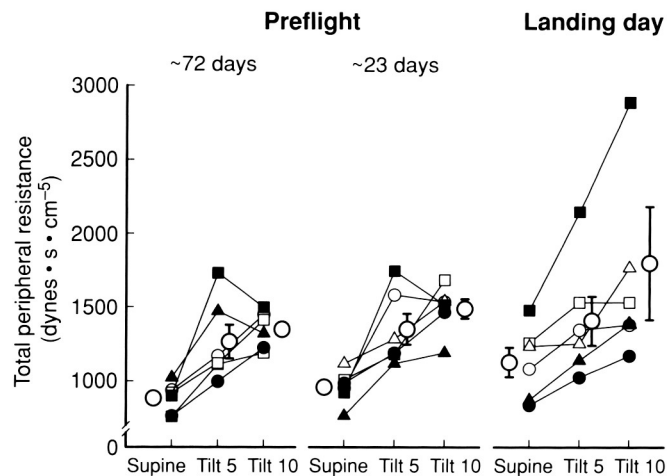 Preflight
Landing day
~72 days
~23 days
Total peripheral resistance
(dynes • s • cm–5)
3000
2500
2000
1500
1000
0
Supine Tilt 5 Tilt 10 Supine Tilt 5 Tilt 10 Supine Tilt 5 Tilt 10